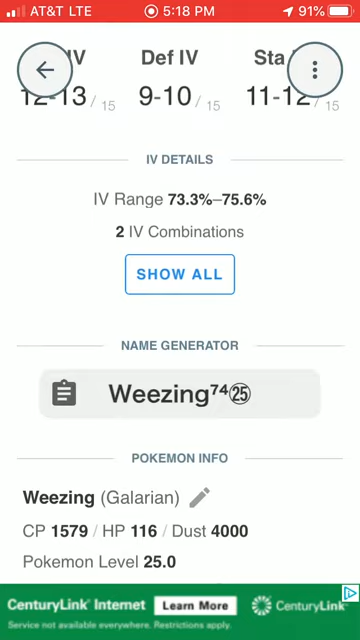 AT&T LTE 5:18 PM 91%
IV Def IV Sta
12-13 / 15 9-10 / 15 11-12 / 15
IV DETAILS
IV Range 73.3%–75.6%
2 IV Combinations
SHOW ALL
NAME GENERATOR
Weezing⁷⁴㉕
POKEMON INFO
Weezing (Galarian)
CP 1579 / HP 116 / Dust 4000
Pokemon Level 25.0
CenturyLink Internet Learn More CenturyLink
Service not available everywhere. Restrictions apply.